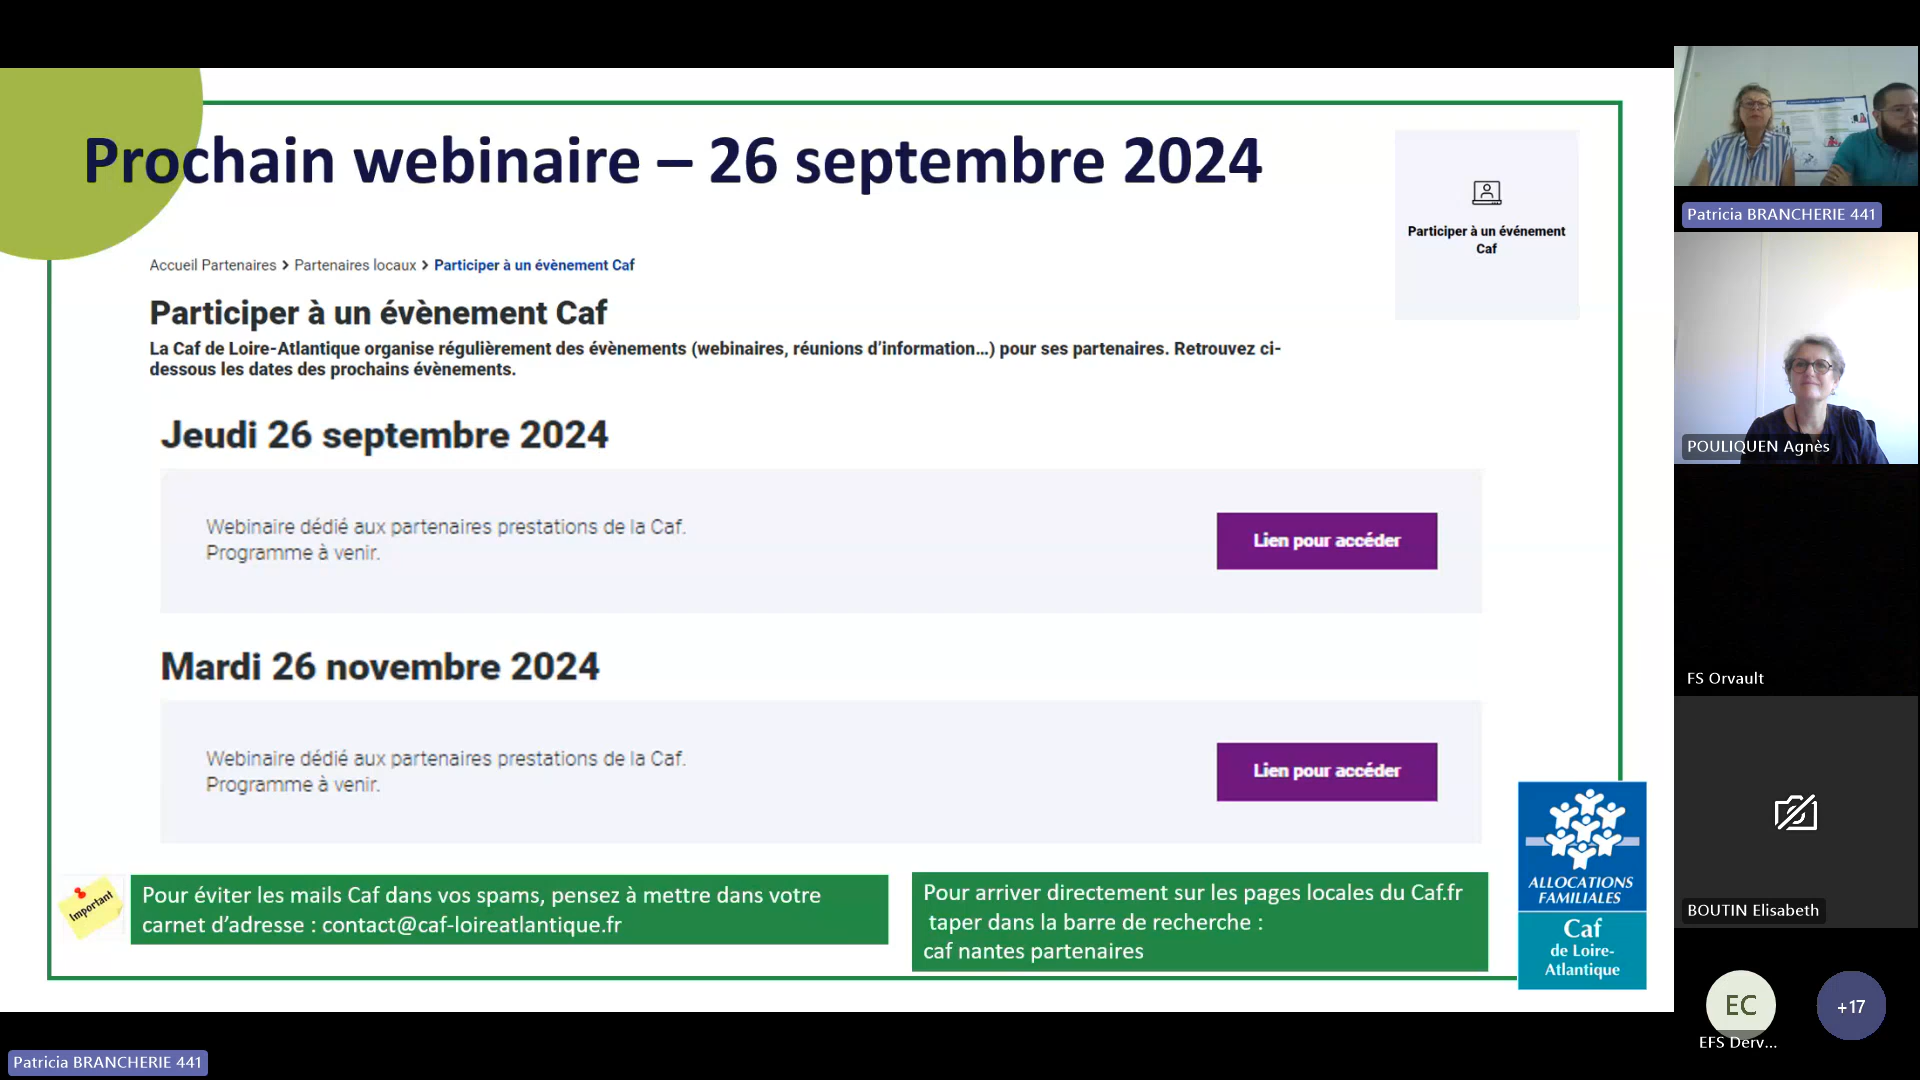 Prochain webinaire – 26 septembre 2024
Participer à un événement
Caf
Accueil Partenaires > Partenaires locaux > Participer à un évènement Caf
Participer à un évènement Caf
La Caf de Loire-Atlantique organise régulièrement des évènements (webinaires, réunions d'information…) pour ses partenaires. Retrouvez ci-
dessous les dates des prochains évènements.
Jeudi 26 septembre 2024
Webinaire dédié aux partenaires prestations de la Caf.
Programme à venir.
Lien pour accéder
Mardi 26 novembre 2024
Webinaire dédié aux partenaires prestations de la Caf.
Programme à venir.
Lien pour accéder
Important
Pour éviter les mails Caf dans vos spams, pensez à mettre dans votre
carnet d'adresse : contact@caf-loireatlantique.fr
Pour arriver directement sur les pages locales du Caf.fr
taper dans la barre de recherche :
caf nantes partenaires
ALLOCATIONS
FAMILIALES
Caf
de Loire-
Atlantique
Patricia BRANCHERIE 441
POULIQUEN Agnès
FS Orvault
BOUTIN Elisabeth
EC
EFS Derv...
+17
Patricia BRANCHERIE 441